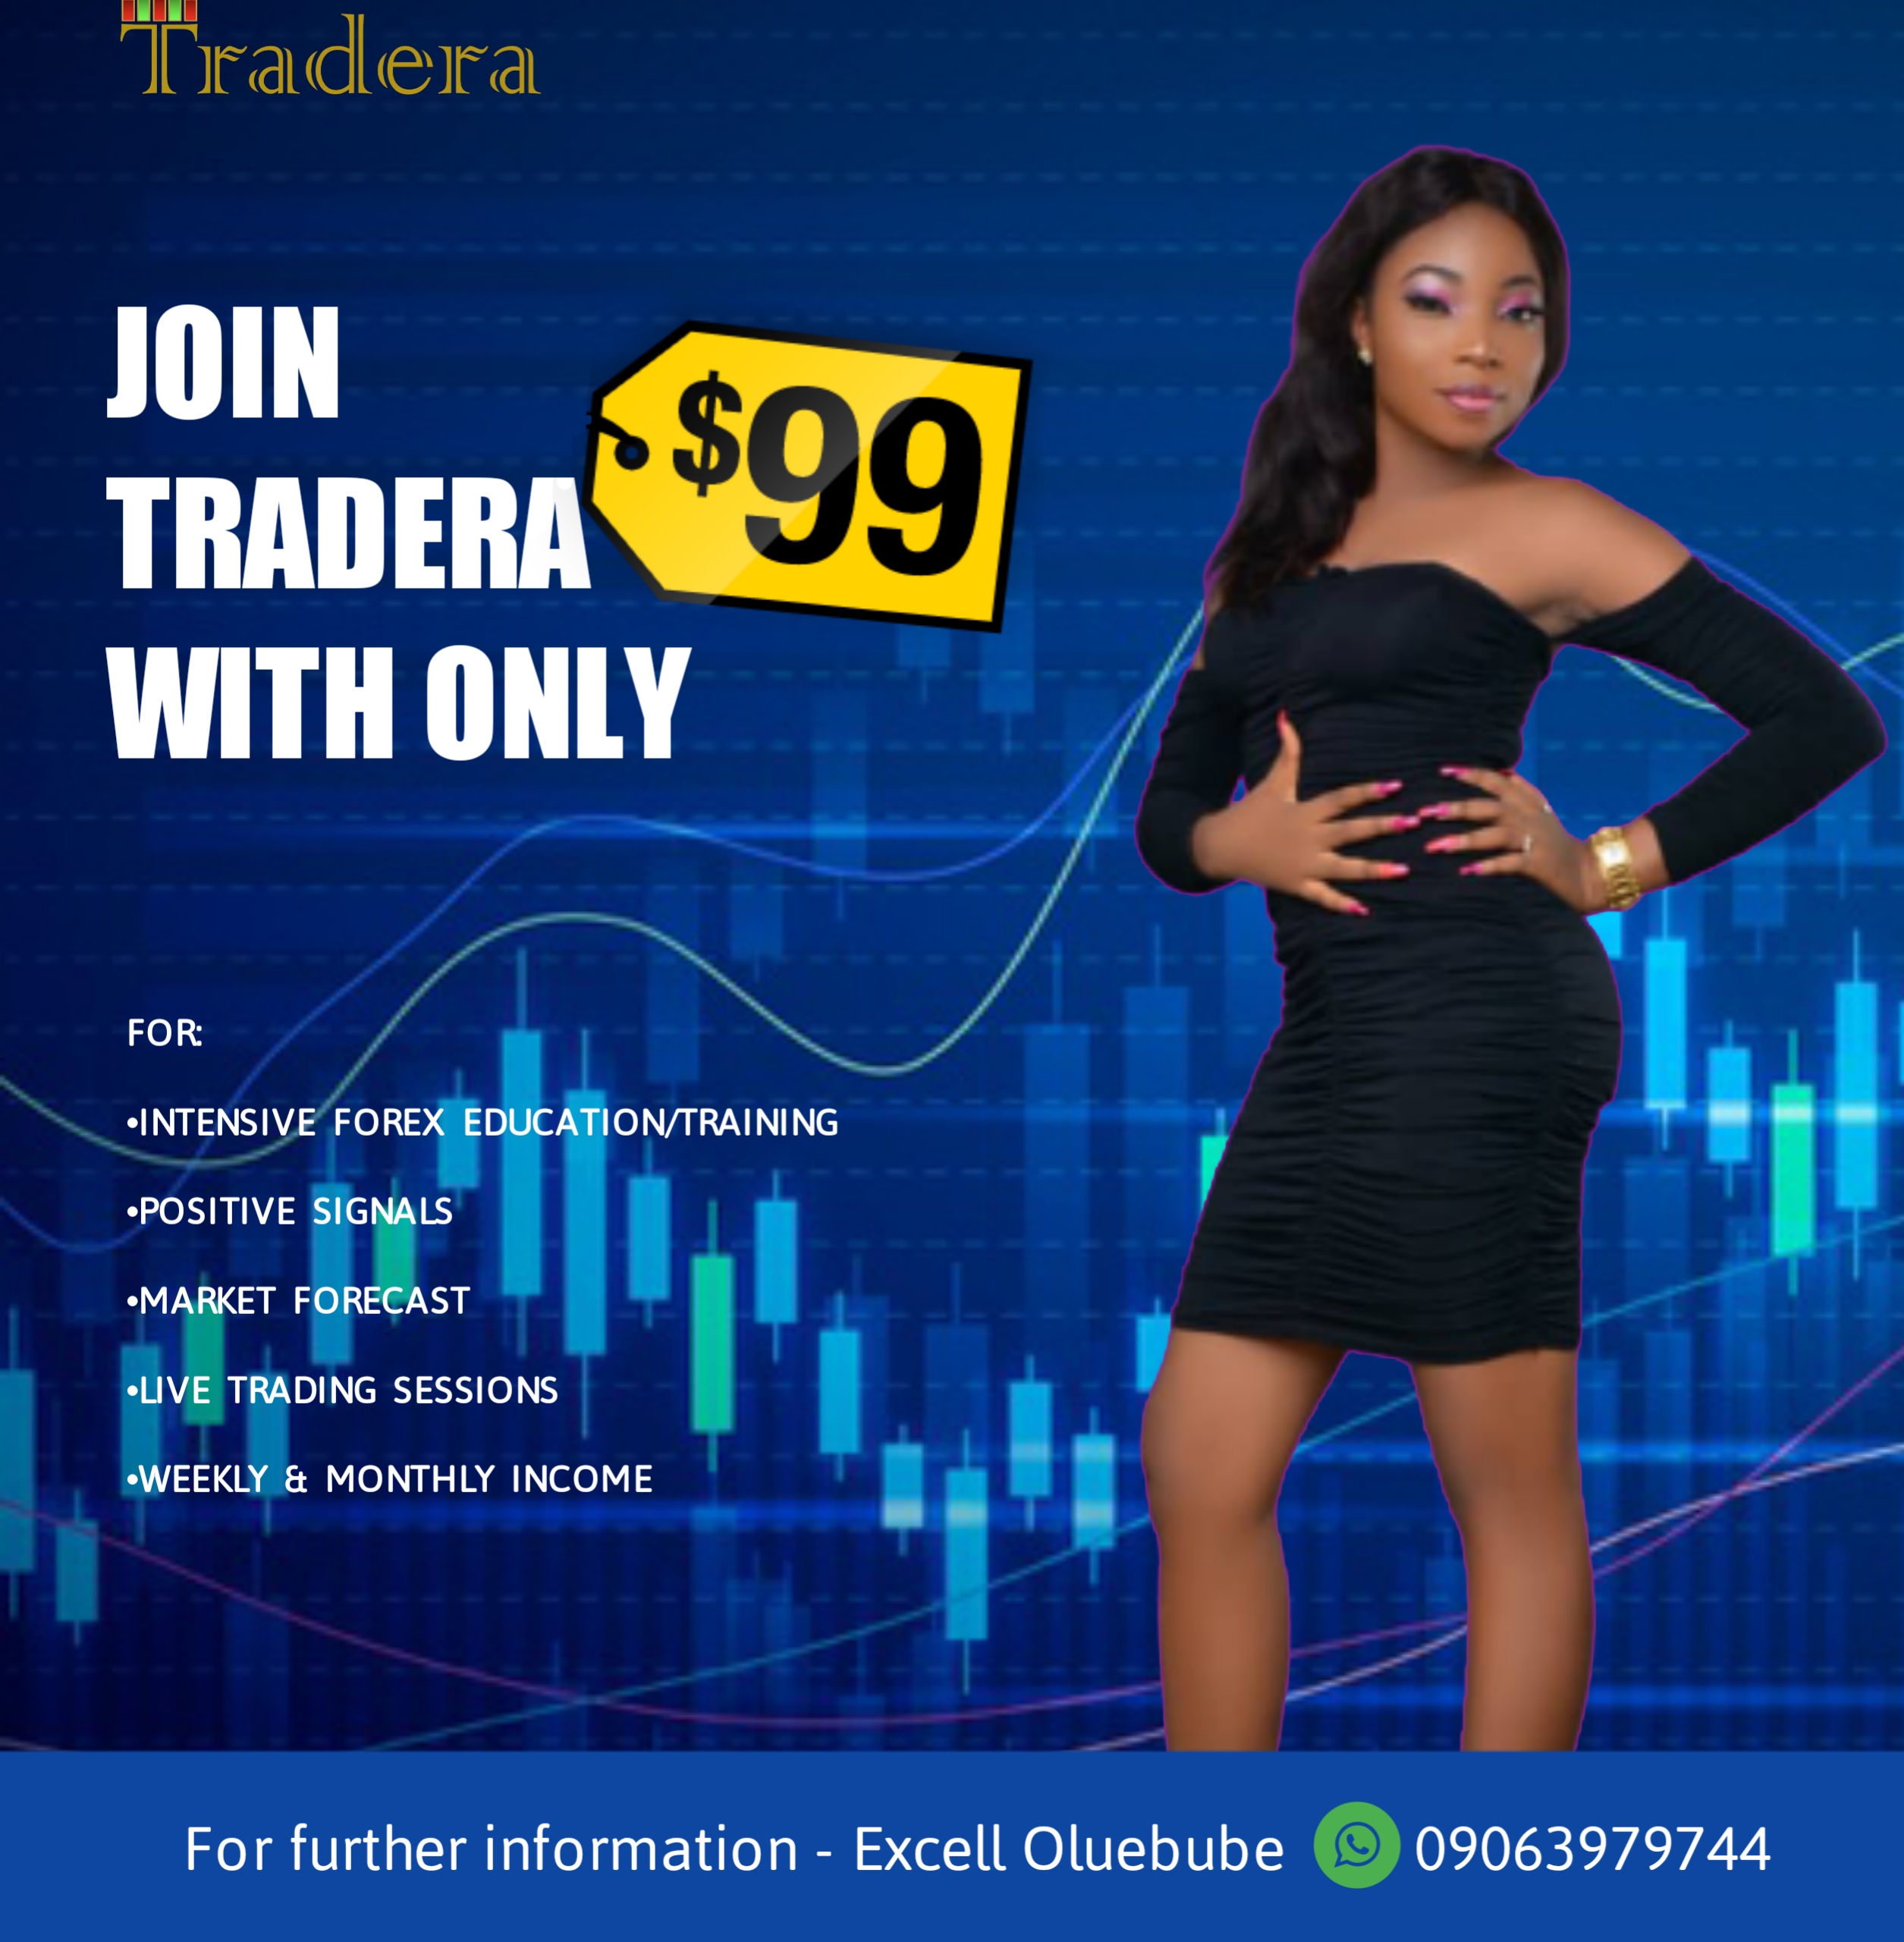 Tradera
JOIN
TRADERA
WITH ONLY
$99
FOR:
•INTENSIVE FOREX EDUCATION/TRAINING
•POSITIVE SIGNALS
•MARKET FORECAST
•LIVE TRADING SESSIONS
•WEEKLY & MONTHLY INCOME
For further information - Excell Oluebube 09063979744